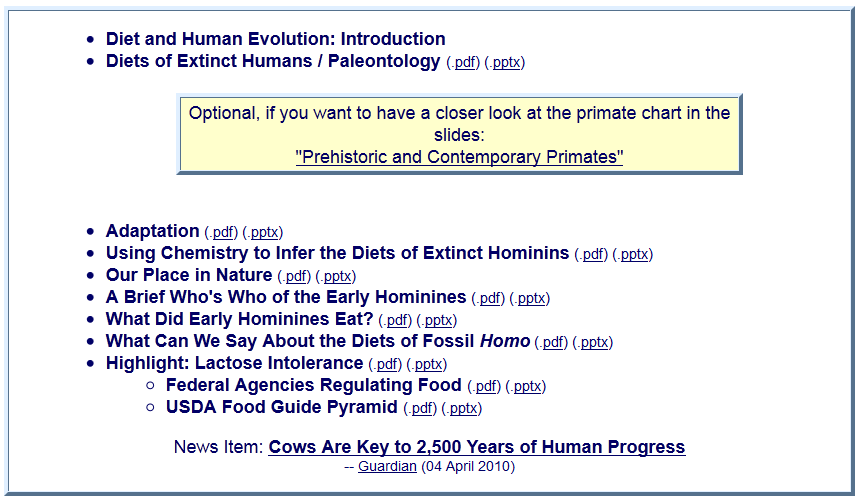 Diet and Human Evolution: Introduction
Diets of Extinct Humans / Paleontology (.pdf) (.pptx)
Optional, if you want to have a closer look at the primate chart in the
slides:
"Prehistoric and Contemporary Primates"
Adaptation (.pdf) (.pptx)
Using Chemistry to Infer the Diets of Extinct Hominins (.pdf) (.pptx)
Our Place in Nature (.pdf) (.pptx)
A Brief Who's Who of the Early Hominines (.pdf) (.pptx)
What Did Early Hominines Eat? (.pdf) (.pptx)
What Can We Say About the Diets of Fossil Homo (.pdf) (.pptx)
Highlight: Lactose Intolerance (.pdf) (.pptx)
Federal Agencies Regulating Food (.pdf) (.pptx)
USDA Food Guide Pyramid (.pdf) (.pptx)
News Item: Cows Are Key to 2,500 Years of Human Progress
-- Guardian (04 April 2010)